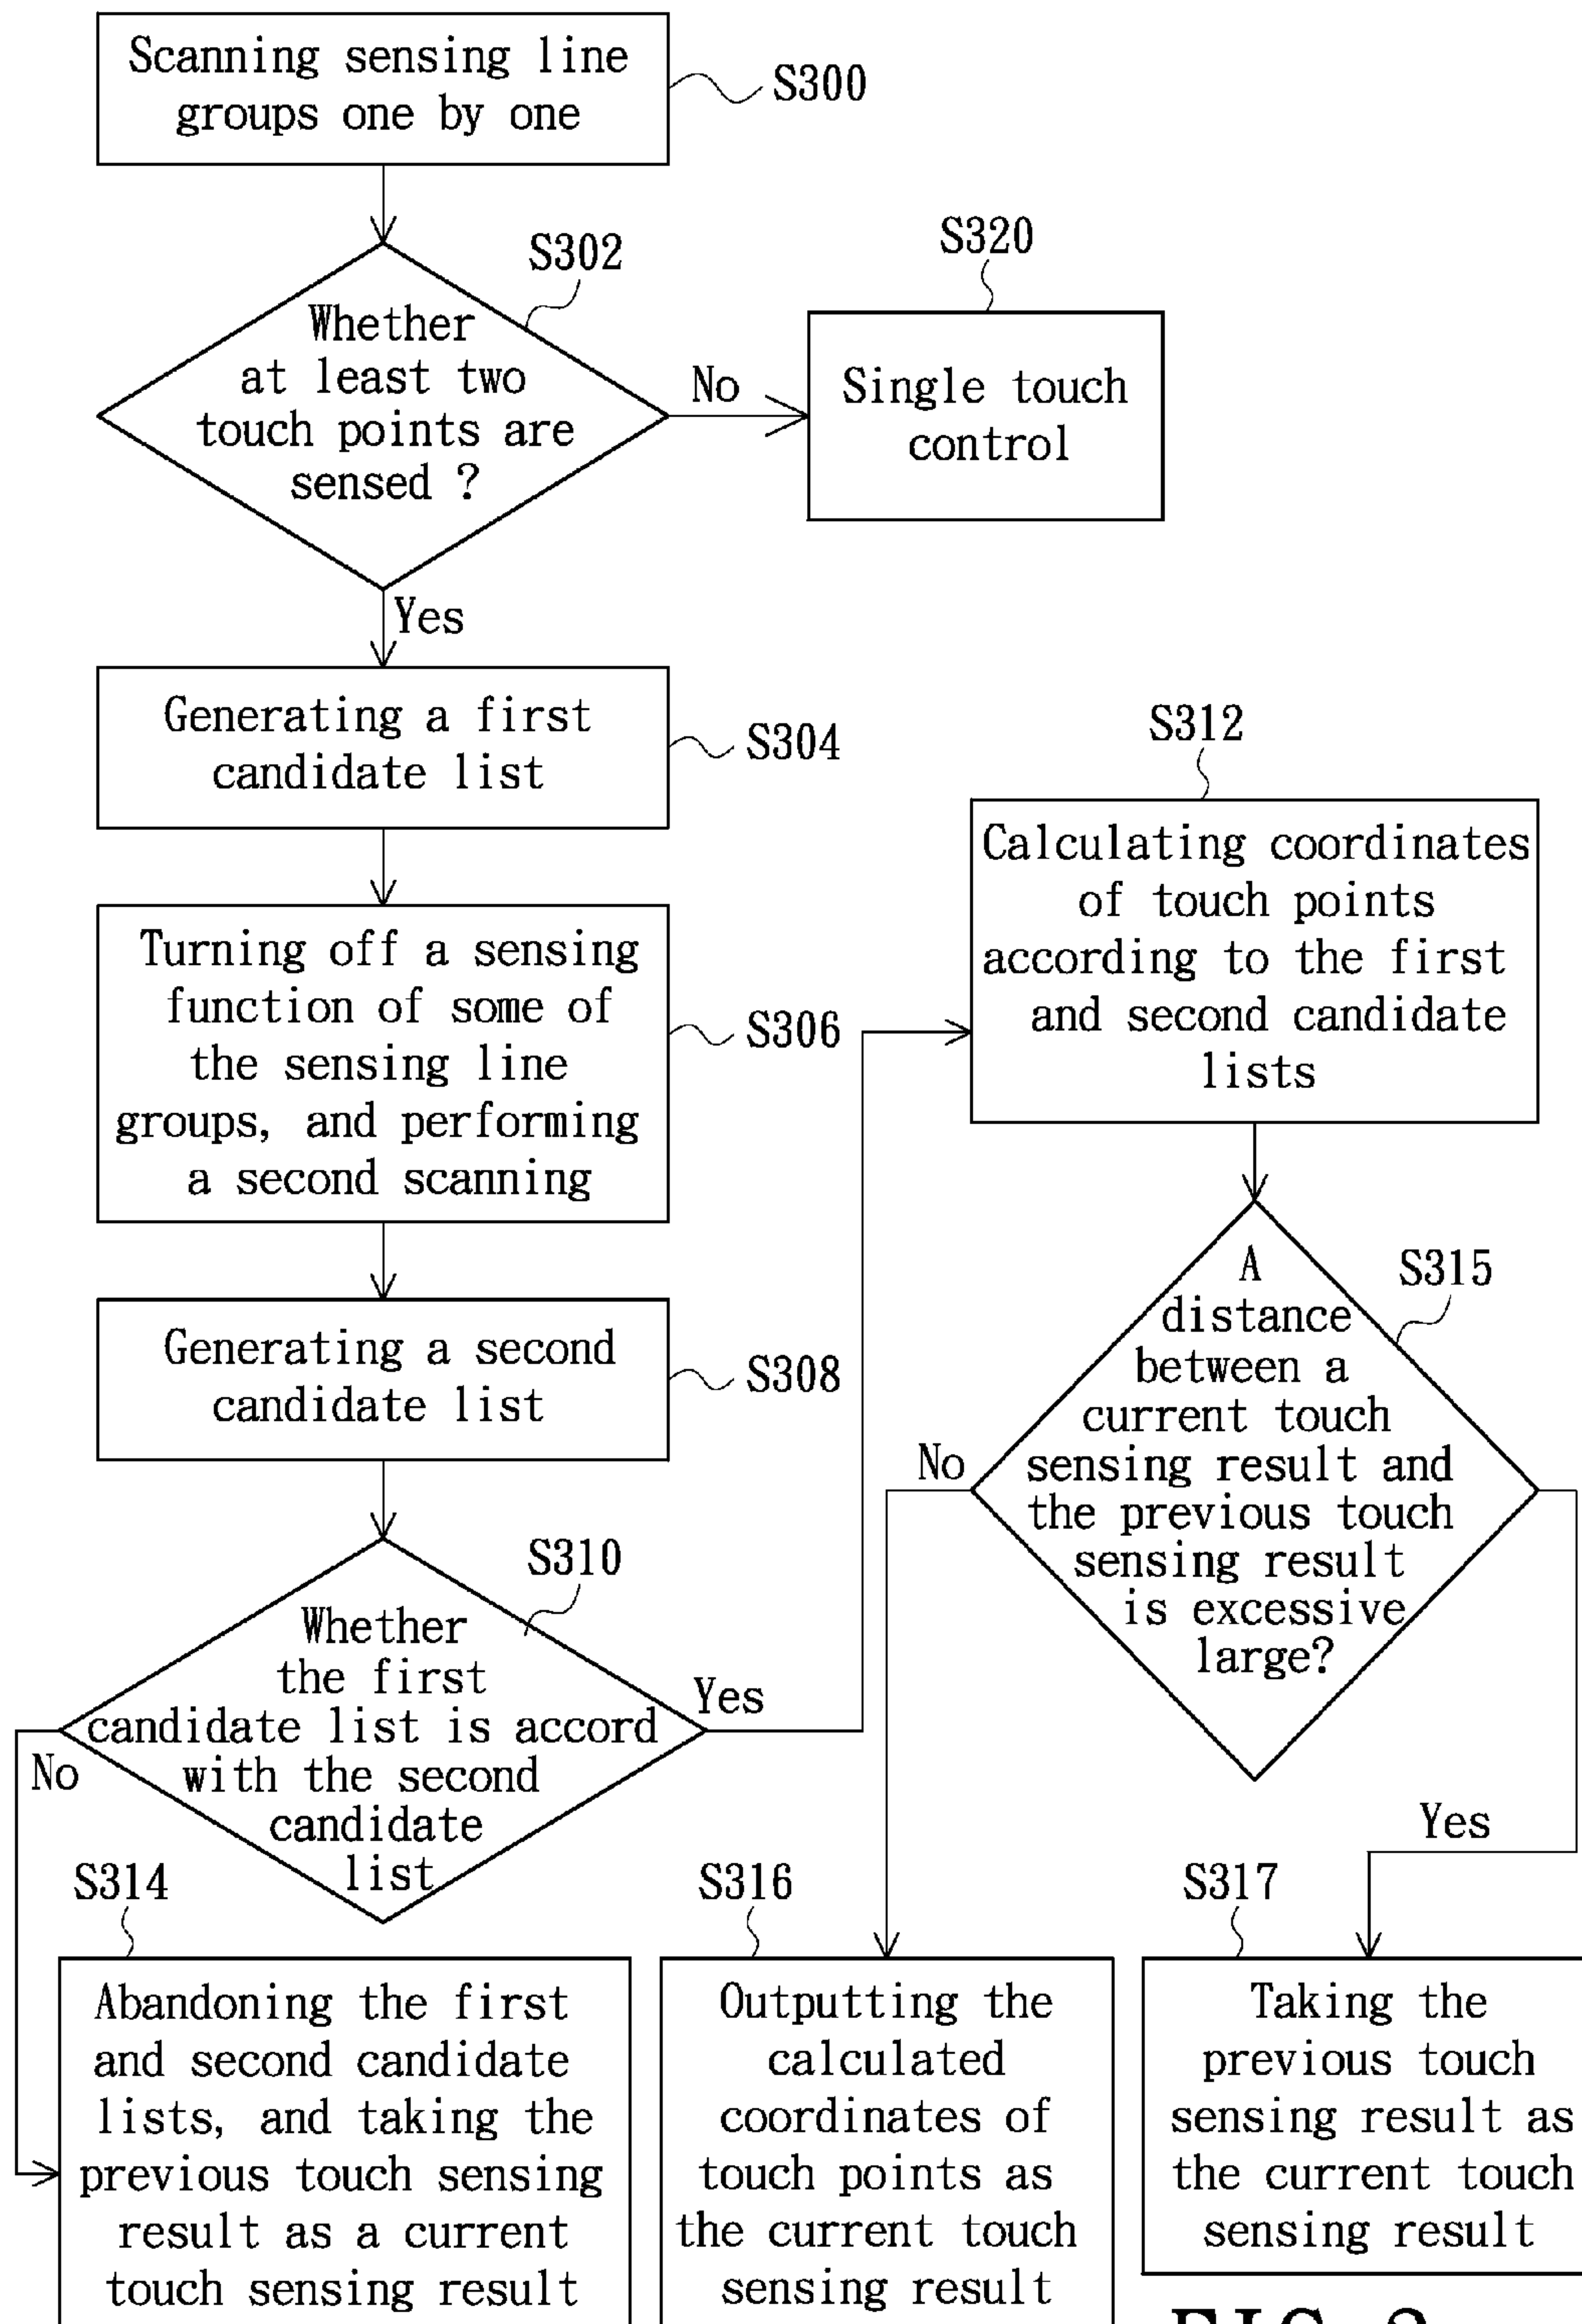 Scanning sensing line
groups one by one
S300
S302
Whether
at least two
touch points are
sensed ?
No
S320
Single touch
control
Yes
Generating a first
candidate list
S304
Turning off a sensing
function of some of
the sensing line
groups, and performing
a second scanning
S306
Generating a second
candidate list
S308
S310
Whether
the first
candidate list is accord
with the second
candidate
list
Yes
No
S312
Calculating coordinates
of touch points
according to the first
and second candidate
lists
S315
A
distance
between a
current touch
sensing result and
the previous touch
sensing result
is excessive
large?
No
Yes
S314
Abandoning the first
and second candidate
lists, and taking the
previous touch sensing
result as a current
touch sensing result
S316
Outputting the
calculated
coordinates of
touch points as
the current touch
sensing result
S317
Taking the
previous touch
sensing result as
the current touch
sensing result